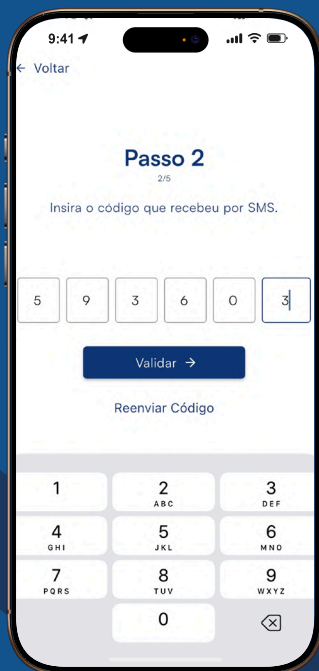 9:41
← Voltar
Passo 2
2/5
Insira o código que recebeu por SMS.
5 9 3 6 0 3
Validar →
Reenviar Código
1 2 3
ABC DEF
4 5 6
GHI JKL MNO
7 8 9
PQRS TUV WXYZ
0